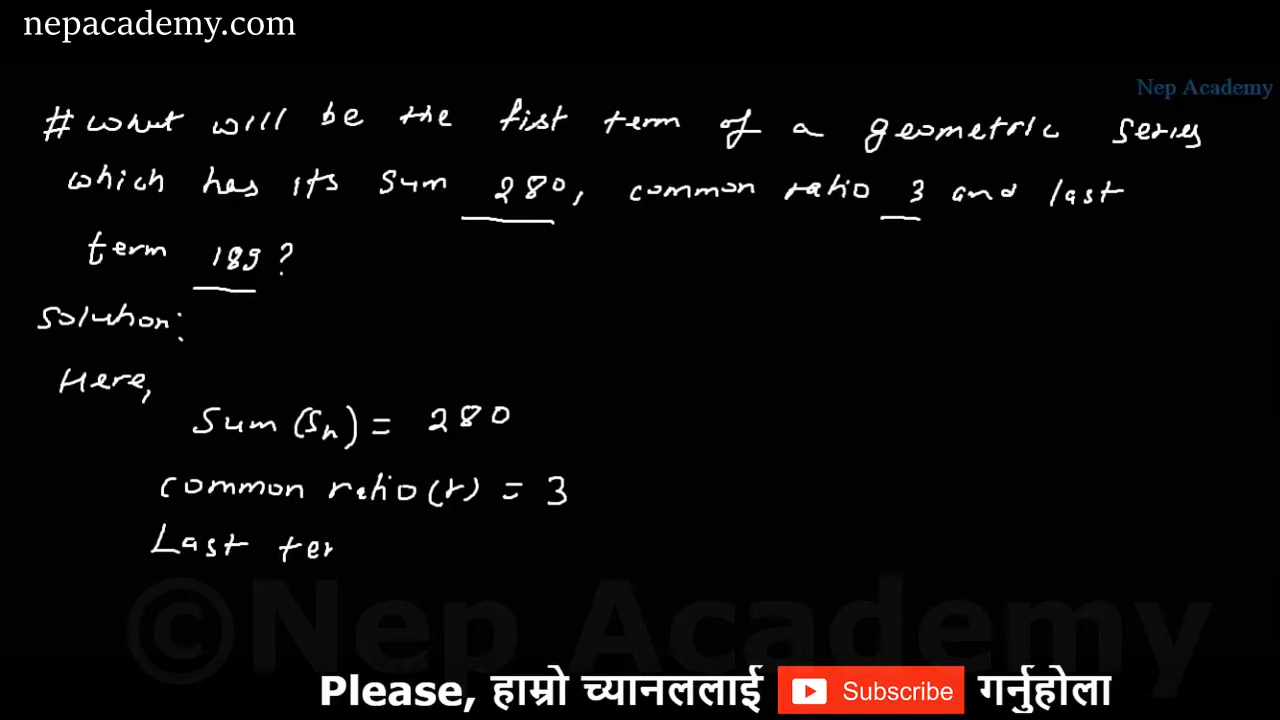 nepacademy.com
Nep Academy
# what will be the first term of a geometric series
which has its sum 280, common ratio 3 and last
term 189?
Solution:
Here,
Sum (Sn) = 280
common ratio (r) = 3
Last ter
©Nep Academy
Please, हाम्रो च्यानललाई Subscribe गर्नुहोला